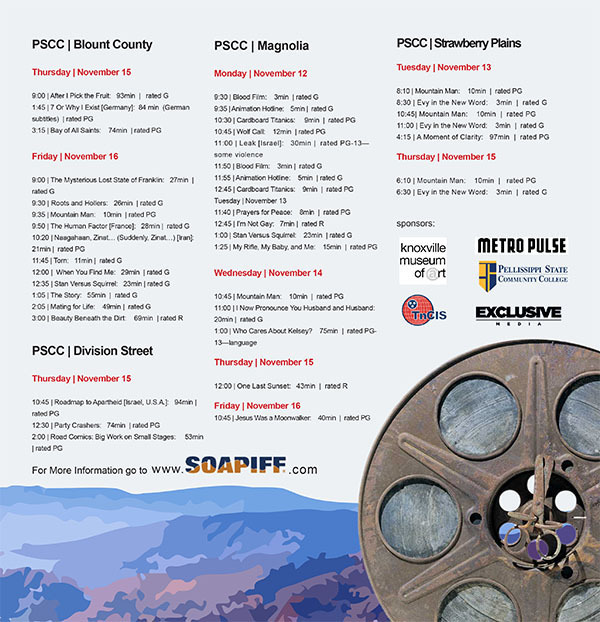 PSCC | Blount County
Thursday | November 15
9:00 | After I Pick the Fruit: 93min | rated G
1:45 | 7 Or Why I Exist [Germany]: 84 min (German
subtitles) | rated PG
3:15 | Bay of All Saints: 74min | rated PG
Friday | November 16
9:00 | The Mysterious Lost State of Franklin: 27min |
rated G
9:30 | Roots and Hollers: 26min | rated G
9:35 | Mountain Man: 10min | rated PG
9:50 | The Human Factor [France]: 28min | rated G
10:20 | Naagahaan, Zinat... (Suddenly, Zinat...) [Iran]:
21min | rated PG
11:45 | Torn: 11min | rated G
12:00 | When You Find Me: 29min | rated G
12:35 | Stan Versus Squirrel: 23min | rated G
1:05 | The Story: 55min | rated G
2:05 | Mating for Life: 49min | rated G
3:00 | Beauty Beneath the Dirt: 69min | rated R
PSCC | Division Street
Thursday | November 15
10:45 | Roadmap to Apartheid [Israel, U.S.A.]: 94min |
rated PG
12:30 | Party Crashers: 74min | rated PG
2:00 | Road Comics: Big Work on Small Stages: 53min
| rated PG
PSCC | Magnolia
Monday | November 12
9:30 | Blood Film: 3min | rated G
9:35 | Animation Hotline: 5min | rated G
10:30 | Cardboard Titanics: 9min | rated PG
10:45 | Wolf Call: 12min | rated PG
11:00 | Leak [Israel]: 30min | rated PG-13—
some violence
11:50 | Blood Film: 3min | rated G
11:55 | Animation Hotline: 5min | rated G
12:45 | Cardboard Titanics: 9min | rated PG
Tuesday | November 13
11:40 | Prayers for Peace: 8min | rated PG
12:45 | I'm Not Gay: 7min | rated R
1:00 | Stan Versus Squirrel: 23min | rated G
1:25 | My Rifle, My Baby, and Me: 15min | rated PG
Wednesday | November 14
10:45 | Mountain Man: 10min | rated PG
11:00 | I Now Pronounce You Husband and Husband:
20min | rated G
1:00 | Who Cares About Kelsey? 75min | rated PG-
13—language
Thursday | November 15
12:00 | One Last Sunset: 43min | rated R
Friday | November 16
10:45 | Jesus Was a Moonwalker: 40min | rated PG
PSCC | Strawberry Plains
Tuesday | November 13
8:10 | Mountain Man: 10min | rated PG
8:30 | Evy in the New Word: 3min | rated G
10:45| Mountain Man: 10min | rated PG
11:00 | Evy in the New Word: 3min | rated G
4:15 | A Moment of Clarity: 97min | rated PG
Thursday | November 15
6:10 | Mountain Man: 10min | rated PG
6:30 | Evy in the New Word: 3min | rated G
sponsors:
knoxville
museum
of @rt
METRO PULSE
PELLISSIPPI STATE
COMMUNITY COLLEGE
TnCIS
EXCLUSIVE
MEDIA
For More Information go to www.SOAPIFF.com